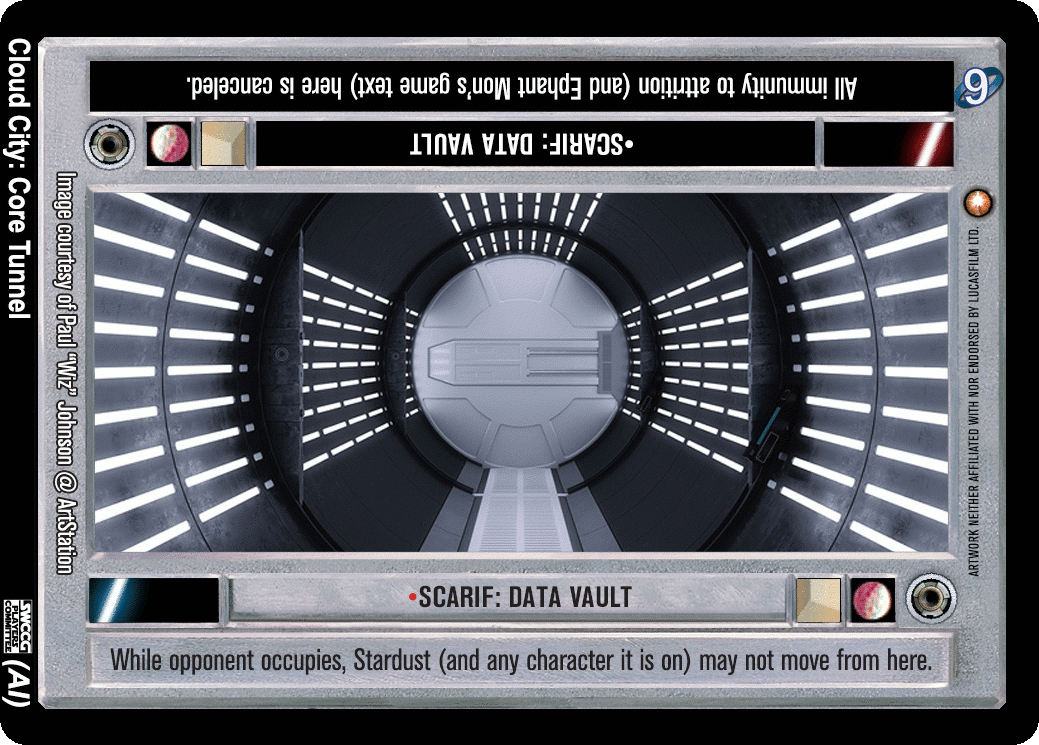 All immunity to attrition (and Ephant Mon's game text) here is canceled.
9
•SCARIF: DATA VAULT
Cloud City: Core Tunnel
Image courtesy of Paul "Wiz" Johnson @ ArtStation
ARTWORK NEITHER AFFILIATED WITH NOR ENDORSED BY LUCASFILM LTD.
•SCARIF: DATA VAULT
While opponent occupies, Stardust (and any character it is on) may not move from here.
SWCCG
PLAYERS
COMMITTEE
(AI)